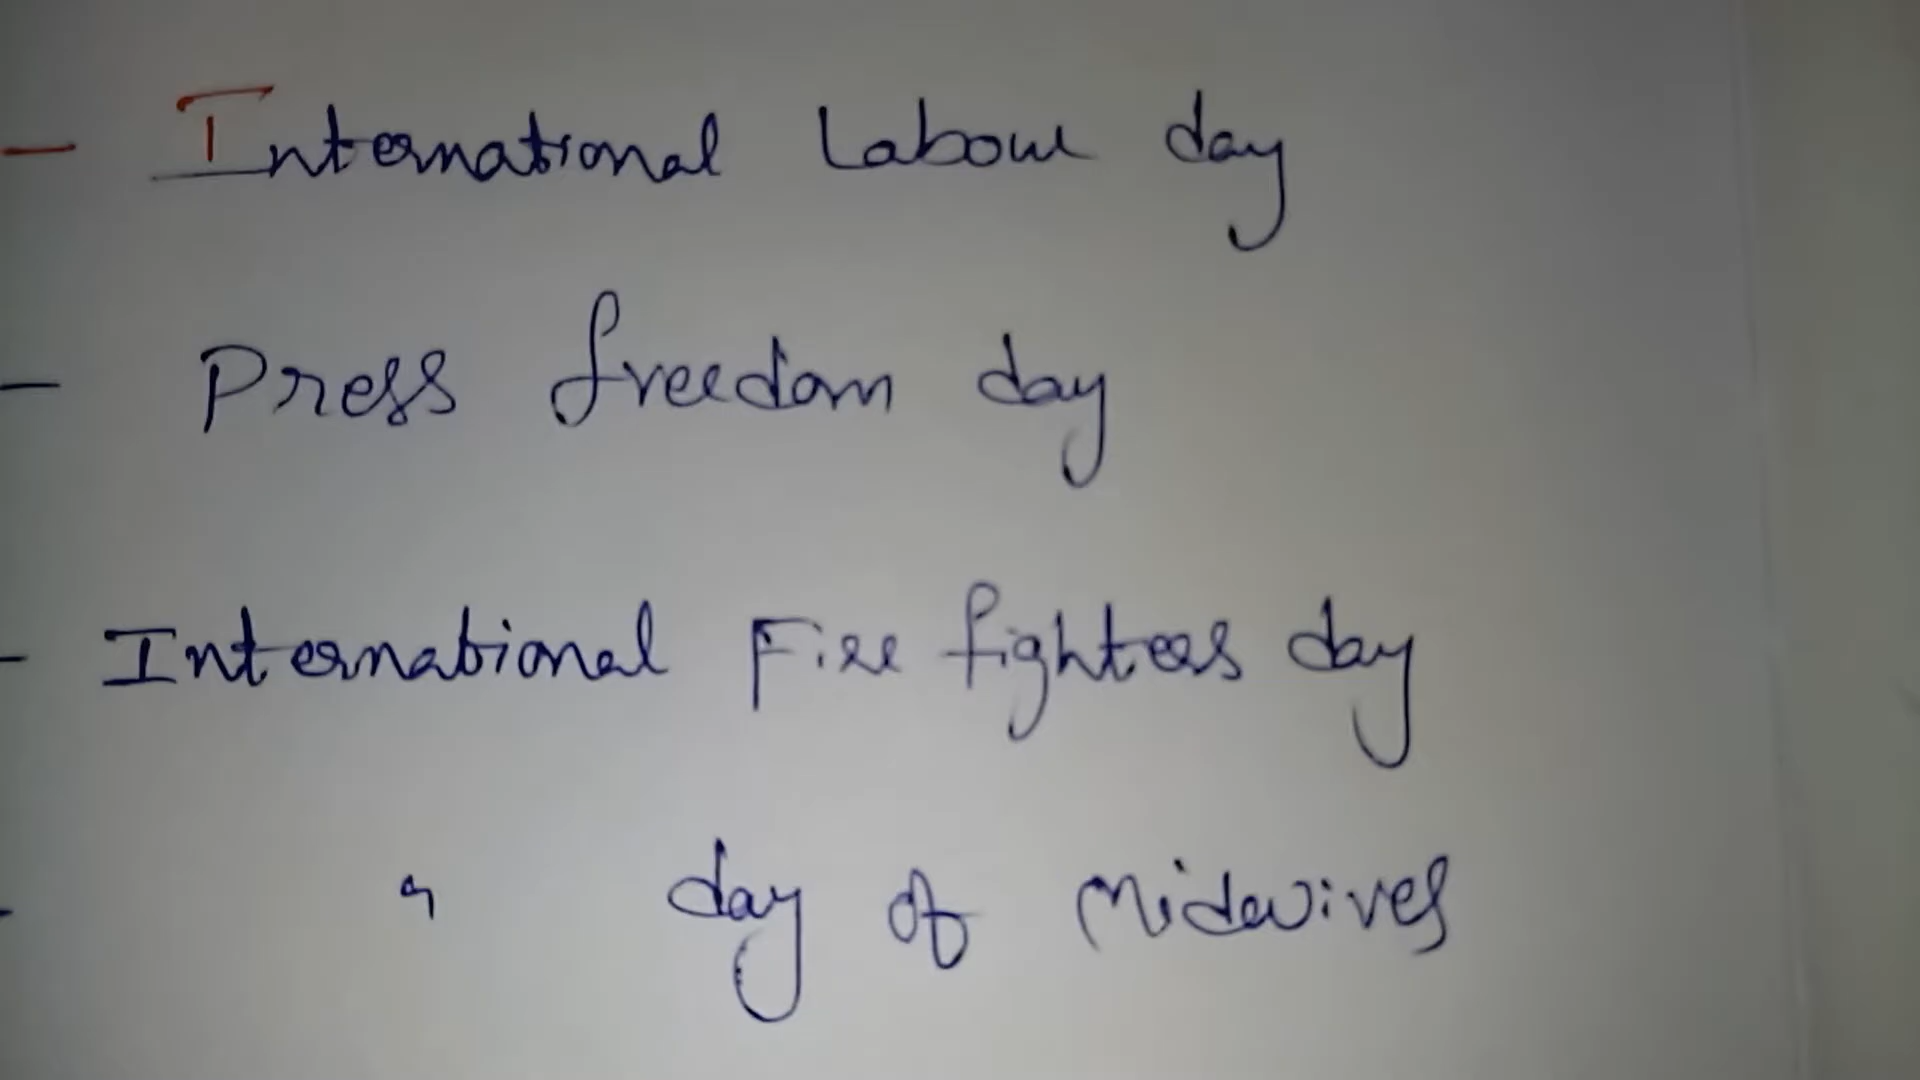 - International Labour day
- Press freedom day
- International Fire fighters day
- " day of Midwives